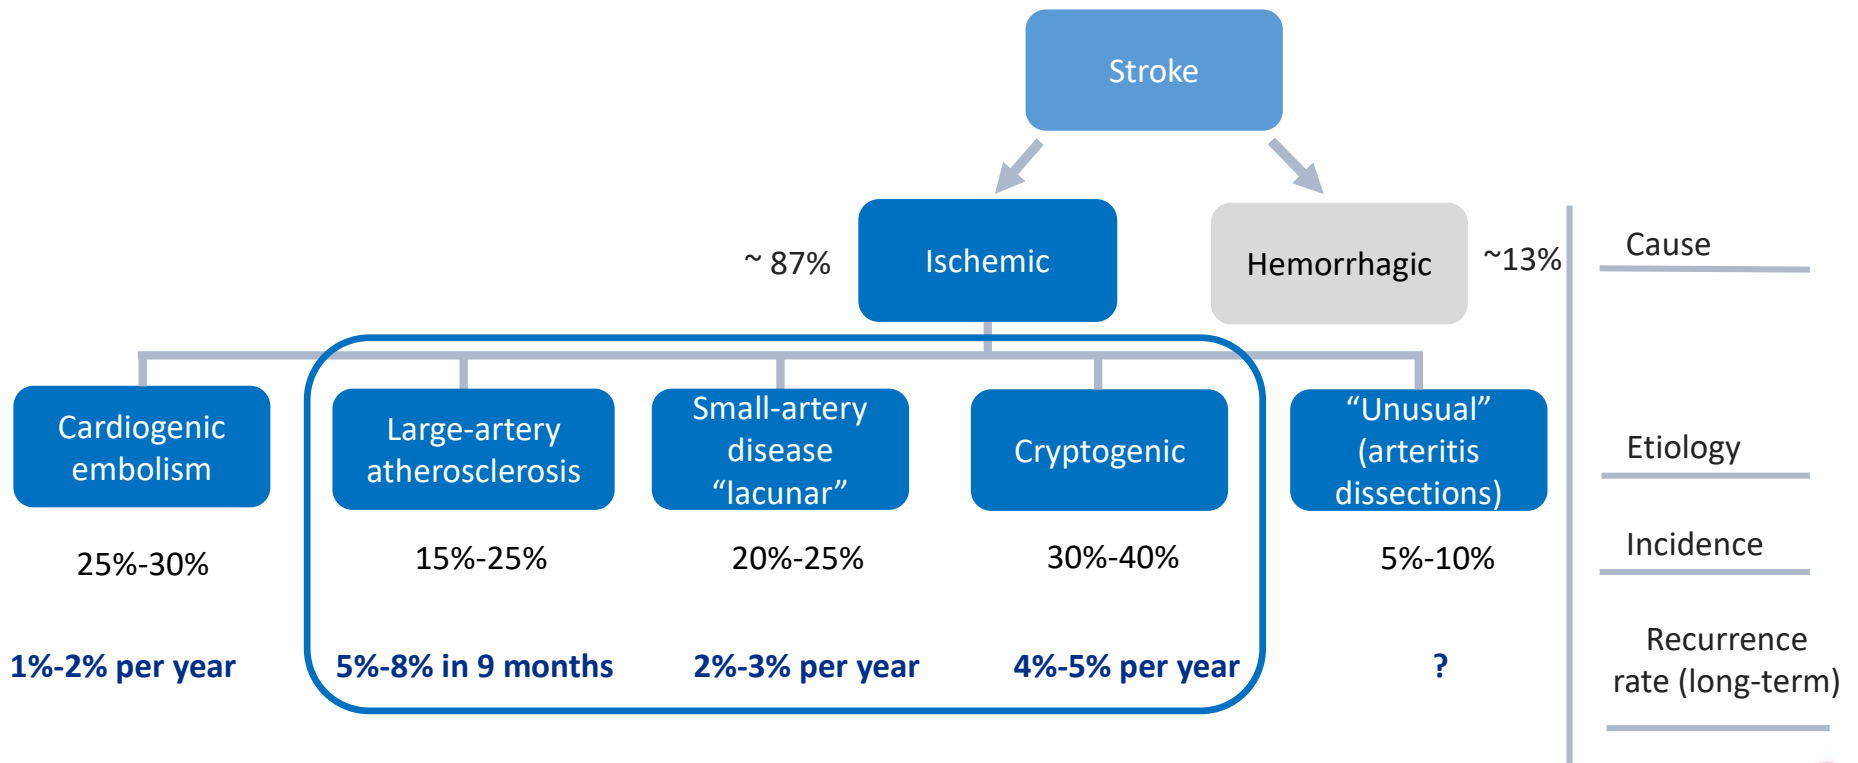 Stroke
~ 87%
Ischemic
Hemorrhagic
~13%
Cause
Cardiogenic
embolism
Large-artery
atherosclerosis
Small-artery
disease
“lacunar”
Cryptogenic
“Unusual”
(arteritis
dissections)
Etiology
25%-30%
15%-25%
20%-25%
30%-40%
5%-10%
Incidence
1%-2% per year
5%-8% in 9 months
2%-3% per year
4%-5% per year
?
Recurrence
rate (long-term)